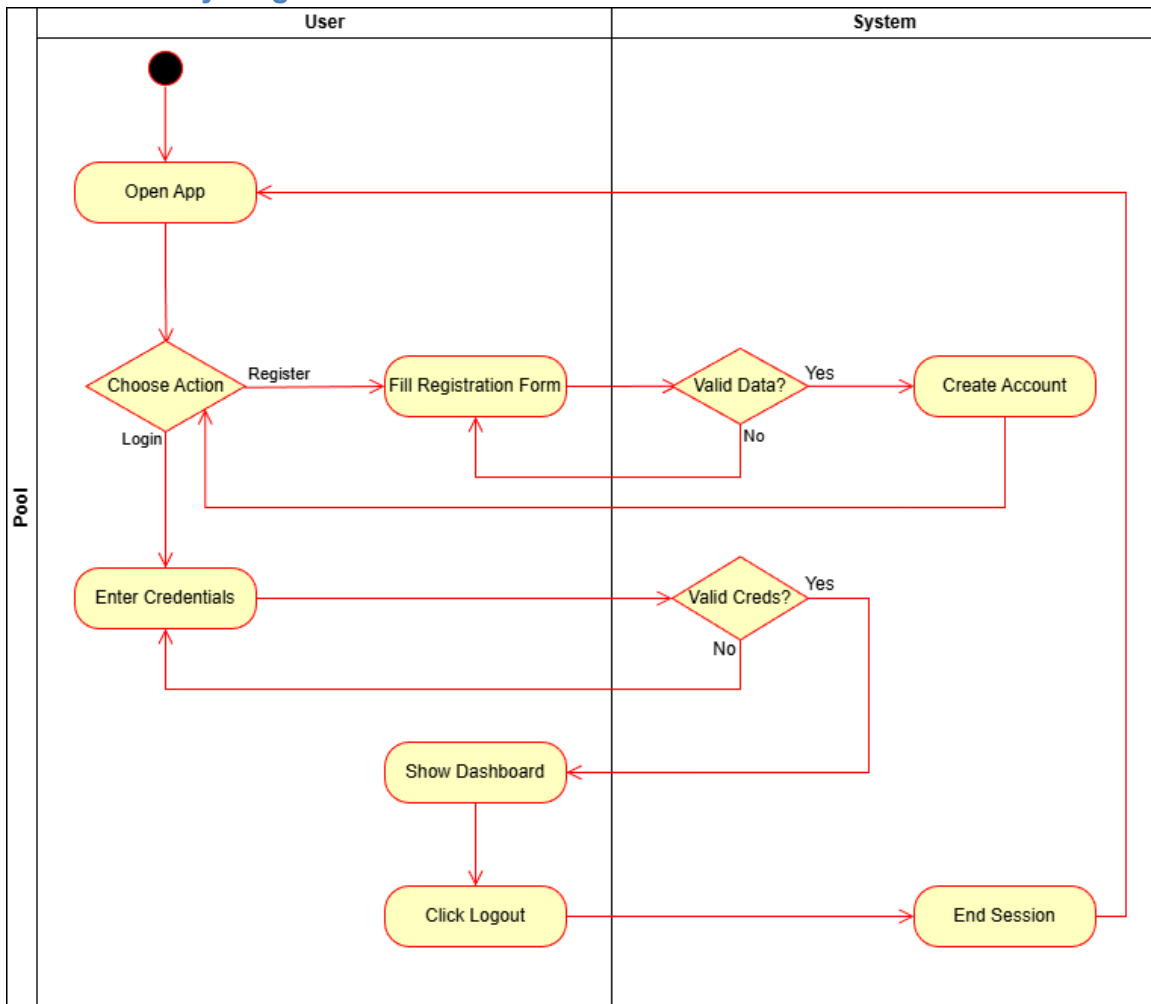 User
System
Pool
Open App
Choose Action
Register
Fill Registration Form
Valid Data?
Yes
Create Account
Login
No
Enter Credentials
Valid Creds?
Yes
No
Show Dashboard
Click Logout
End Session